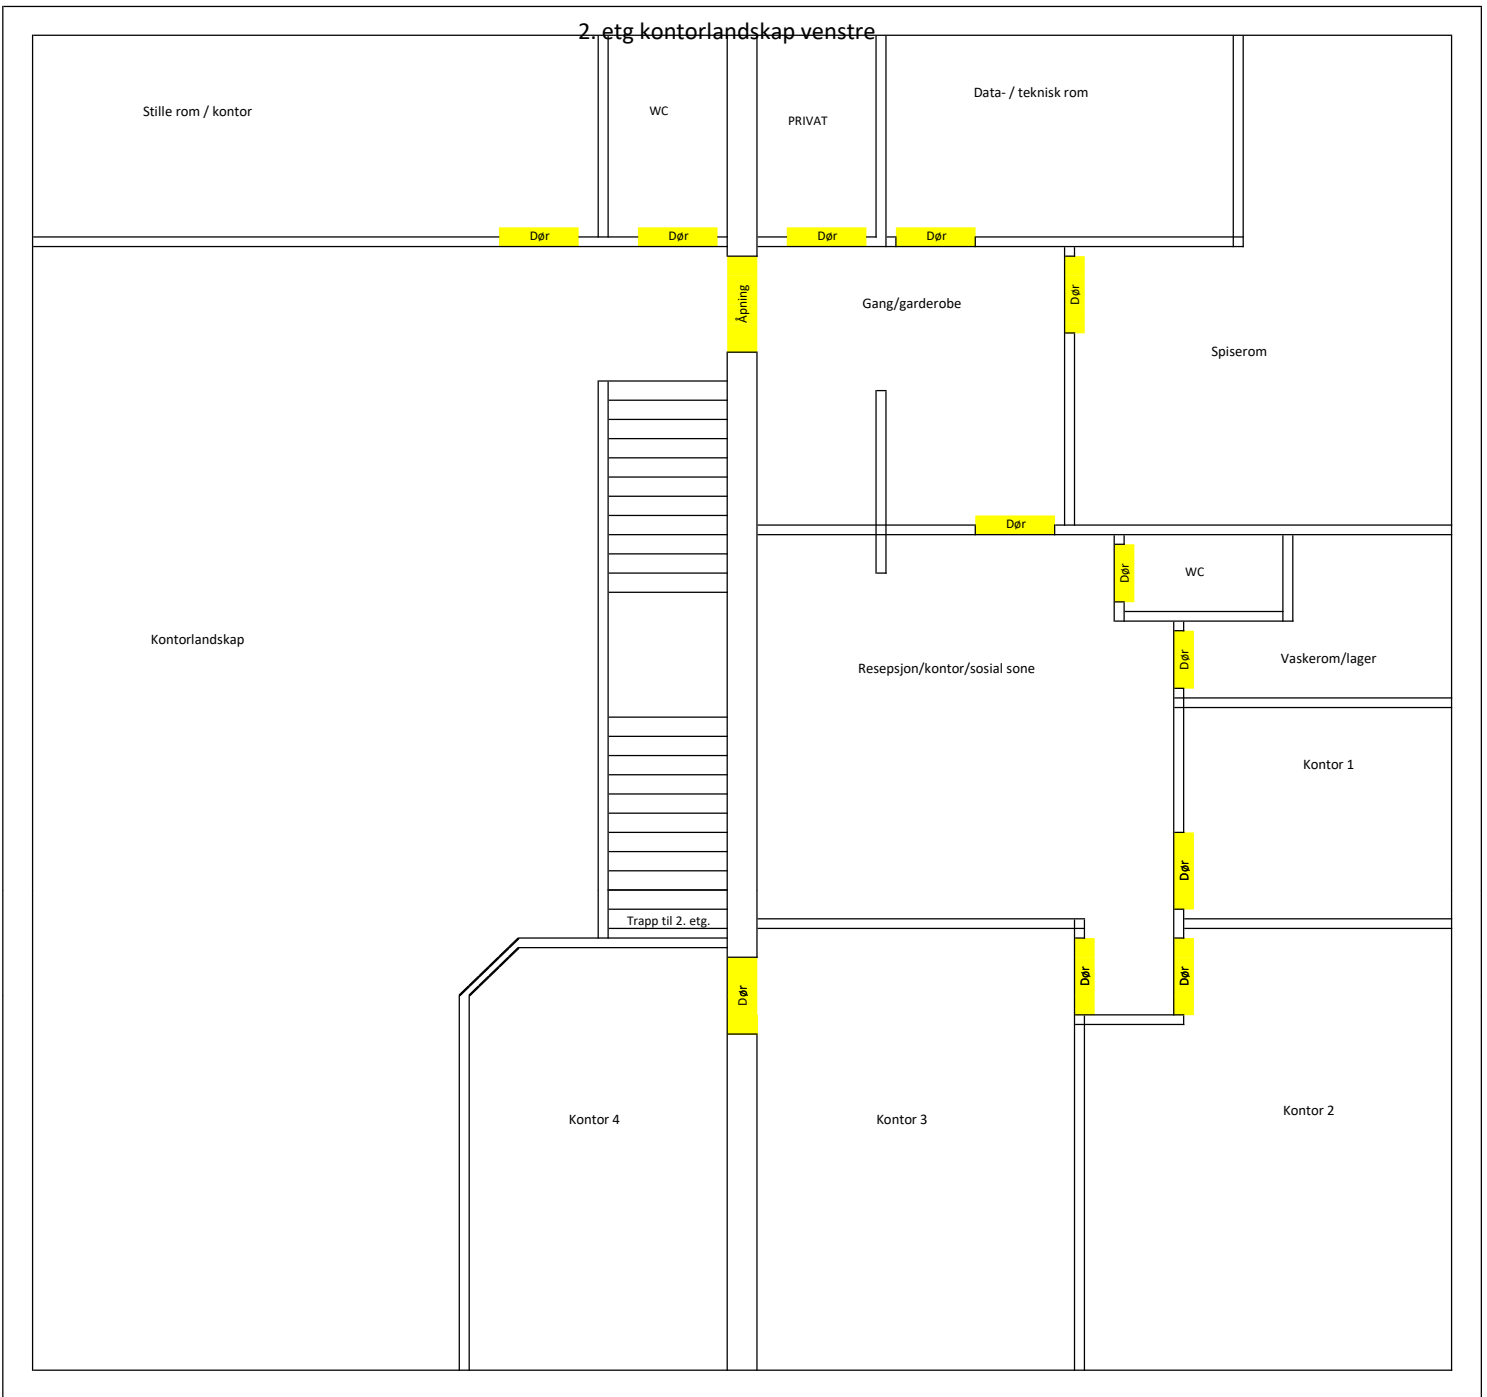 2. etg kontorlandskap venstre
Stille rom / kontor
WC
PRIVAT
Data- / teknisk rom
Dør
Dør
Dør
Dør
Åpning
Gang/garderobe
Dør
Spiserom
Dør
Dør
WC
Kontorlandskap
Resepsjon/kontor/sosial sone
Dør
Vaskerom/lager
Kontor 1
Dør
Trapp til 2. etg.
Dør
Dør
Dør
Kontor 4
Kontor 3
Kontor 2